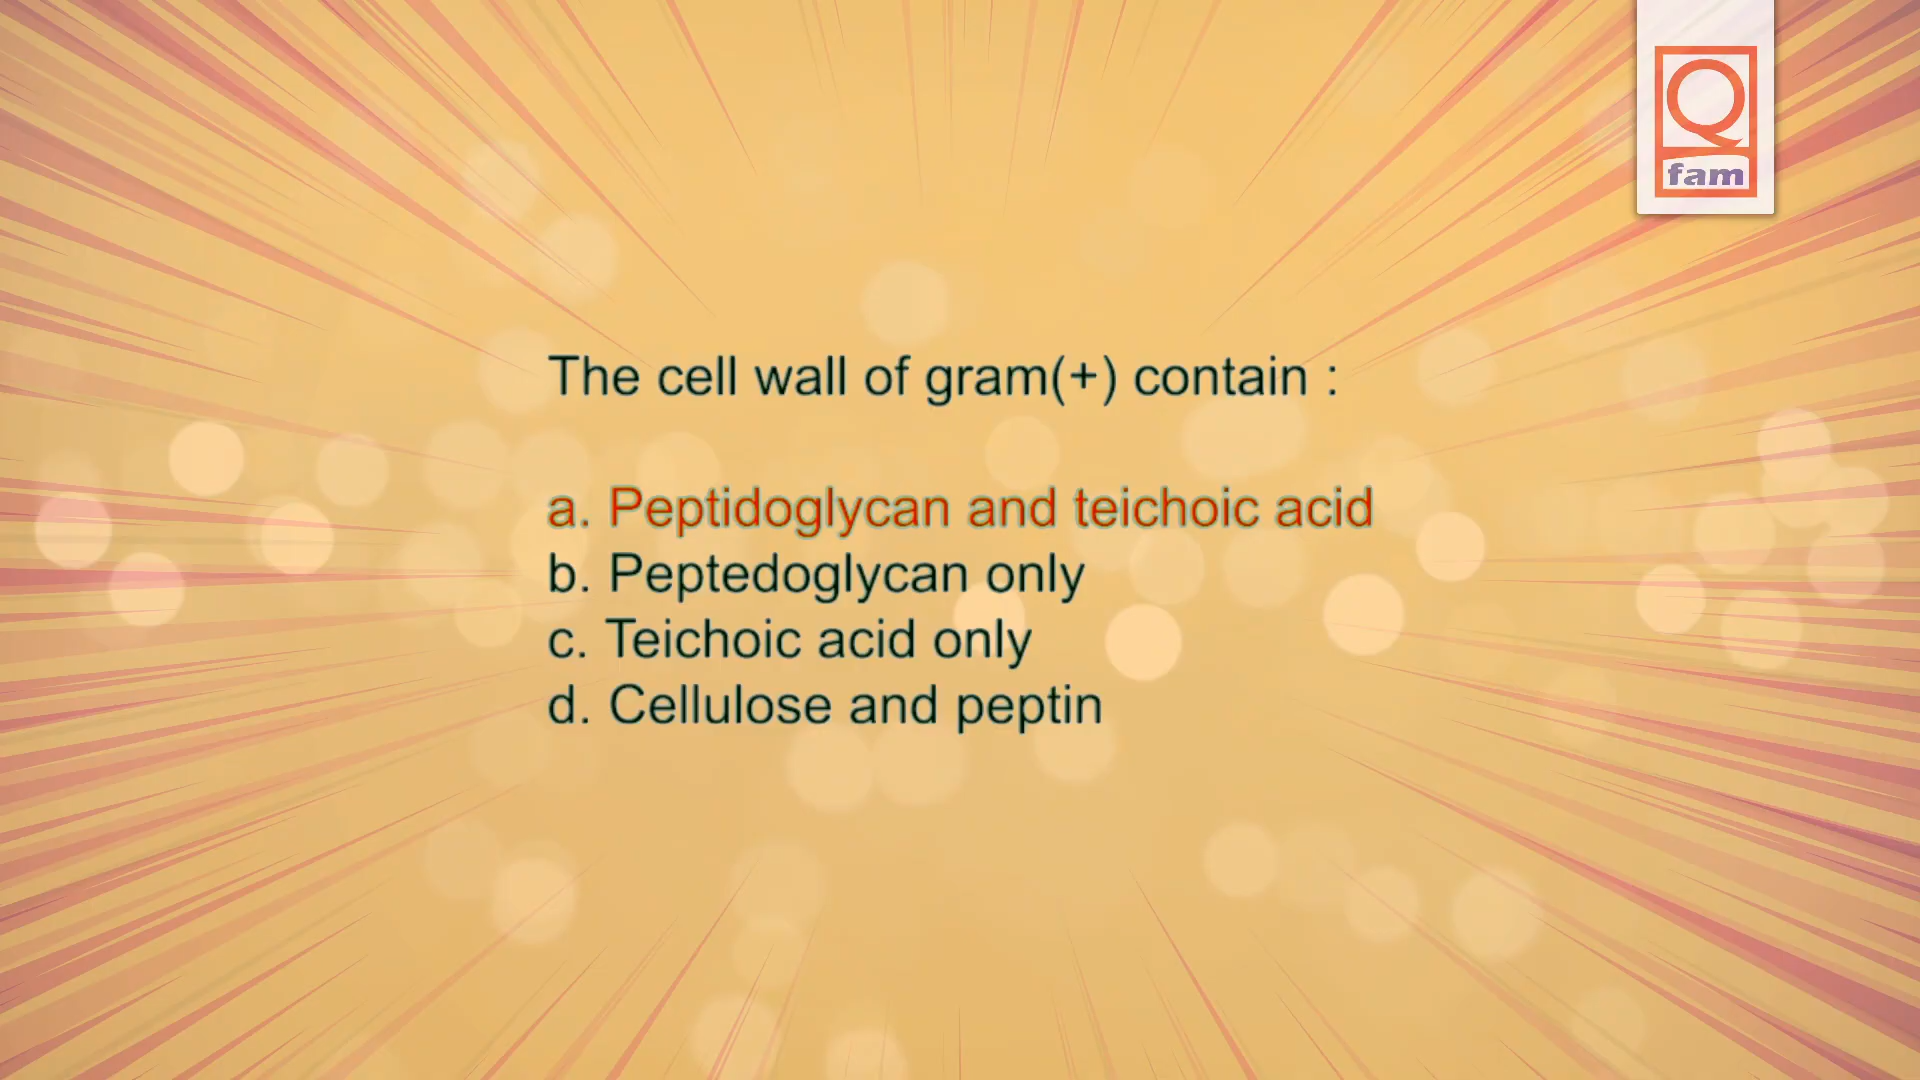 Q
fam
The cell wall of gram(+) contain :
a. Peptidoglycan and teichoic acid
b. Peptedoglycan only
c. Teichoic acid only
d. Cellulose and peptin